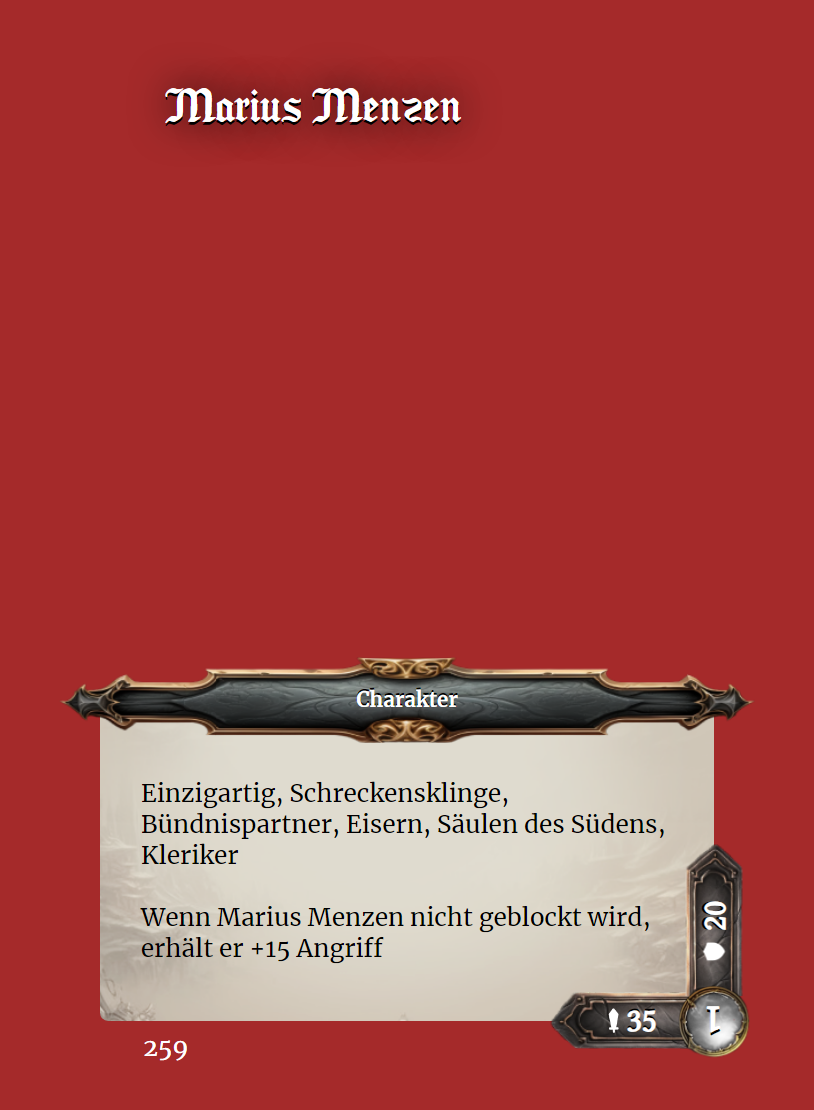 Marius Menzen
Charakter
Einzigartig, Schreckensklinge,
Bündnispartner, Eisern, Säulen des Südens,
Kleriker
Wenn Marius Menzen nicht geblockt wird,
erhält er +15 Angriff
20
35
259